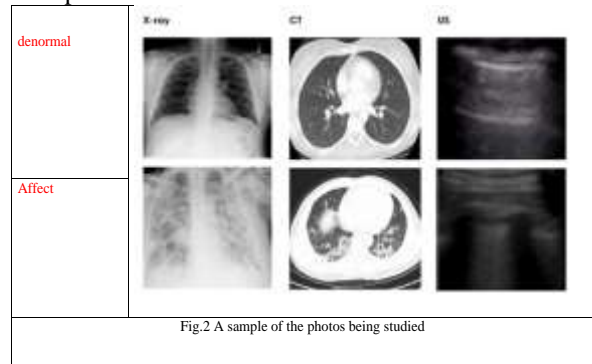 X-ray CT US
denormal
Affect
Fig.2 A sample of the photos being studied